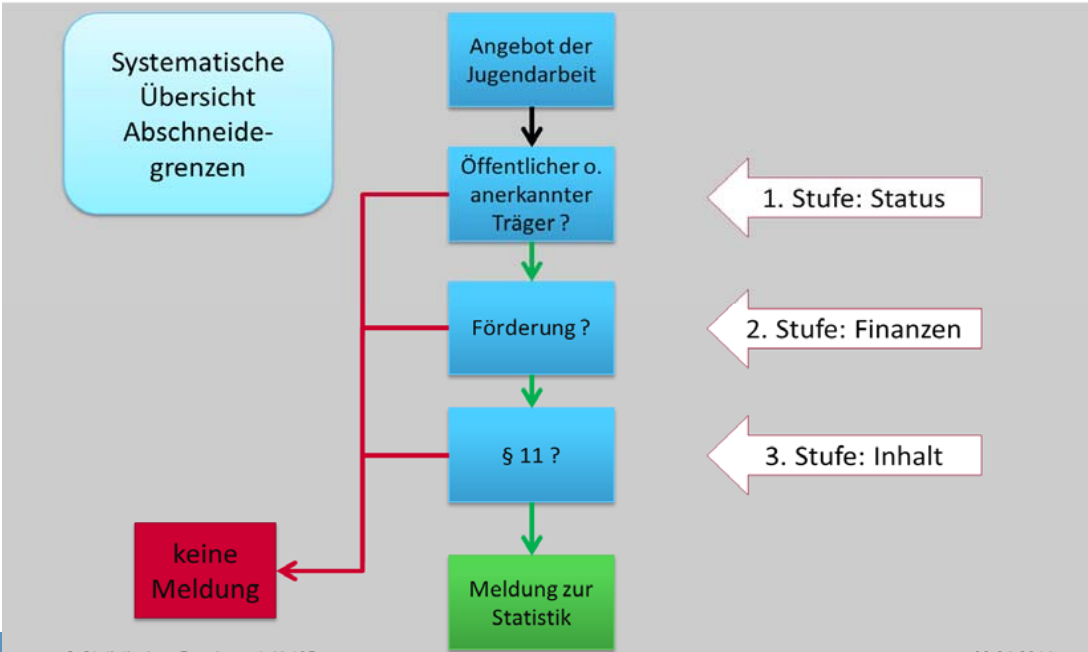 Systematische
Übersicht
Abschneide-
grenzen
Angebot der
Jugendarbeit
Öffentlicher o.
anerkannter
Träger ?
1. Stufe: Status
Förderung ?
2. Stufe: Finanzen
§ 11 ?
3. Stufe: Inhalt
keine
Meldung
Meldung zur
Statistik